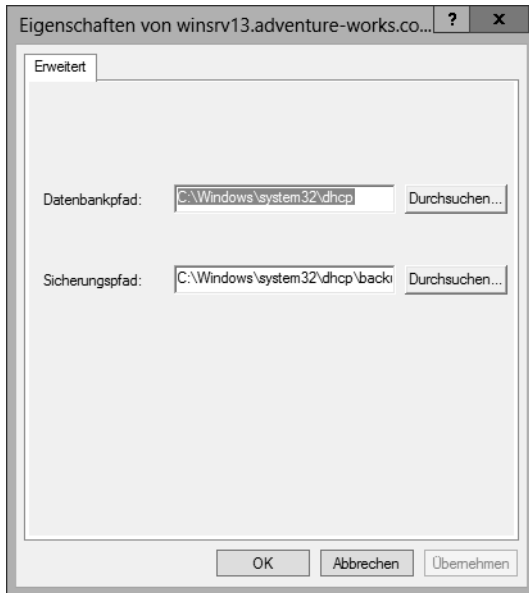 Eigenschaften von winsrv13.adventure-works.co... ? x
Erweitert
Datenbankpfad: C:\Windows\system32\dhcp Durchsuchen...
Sicherungspfad: C:\Windows\system32\dhcp\backu Durchsuchen...
OK Abbrechen Übernehmen